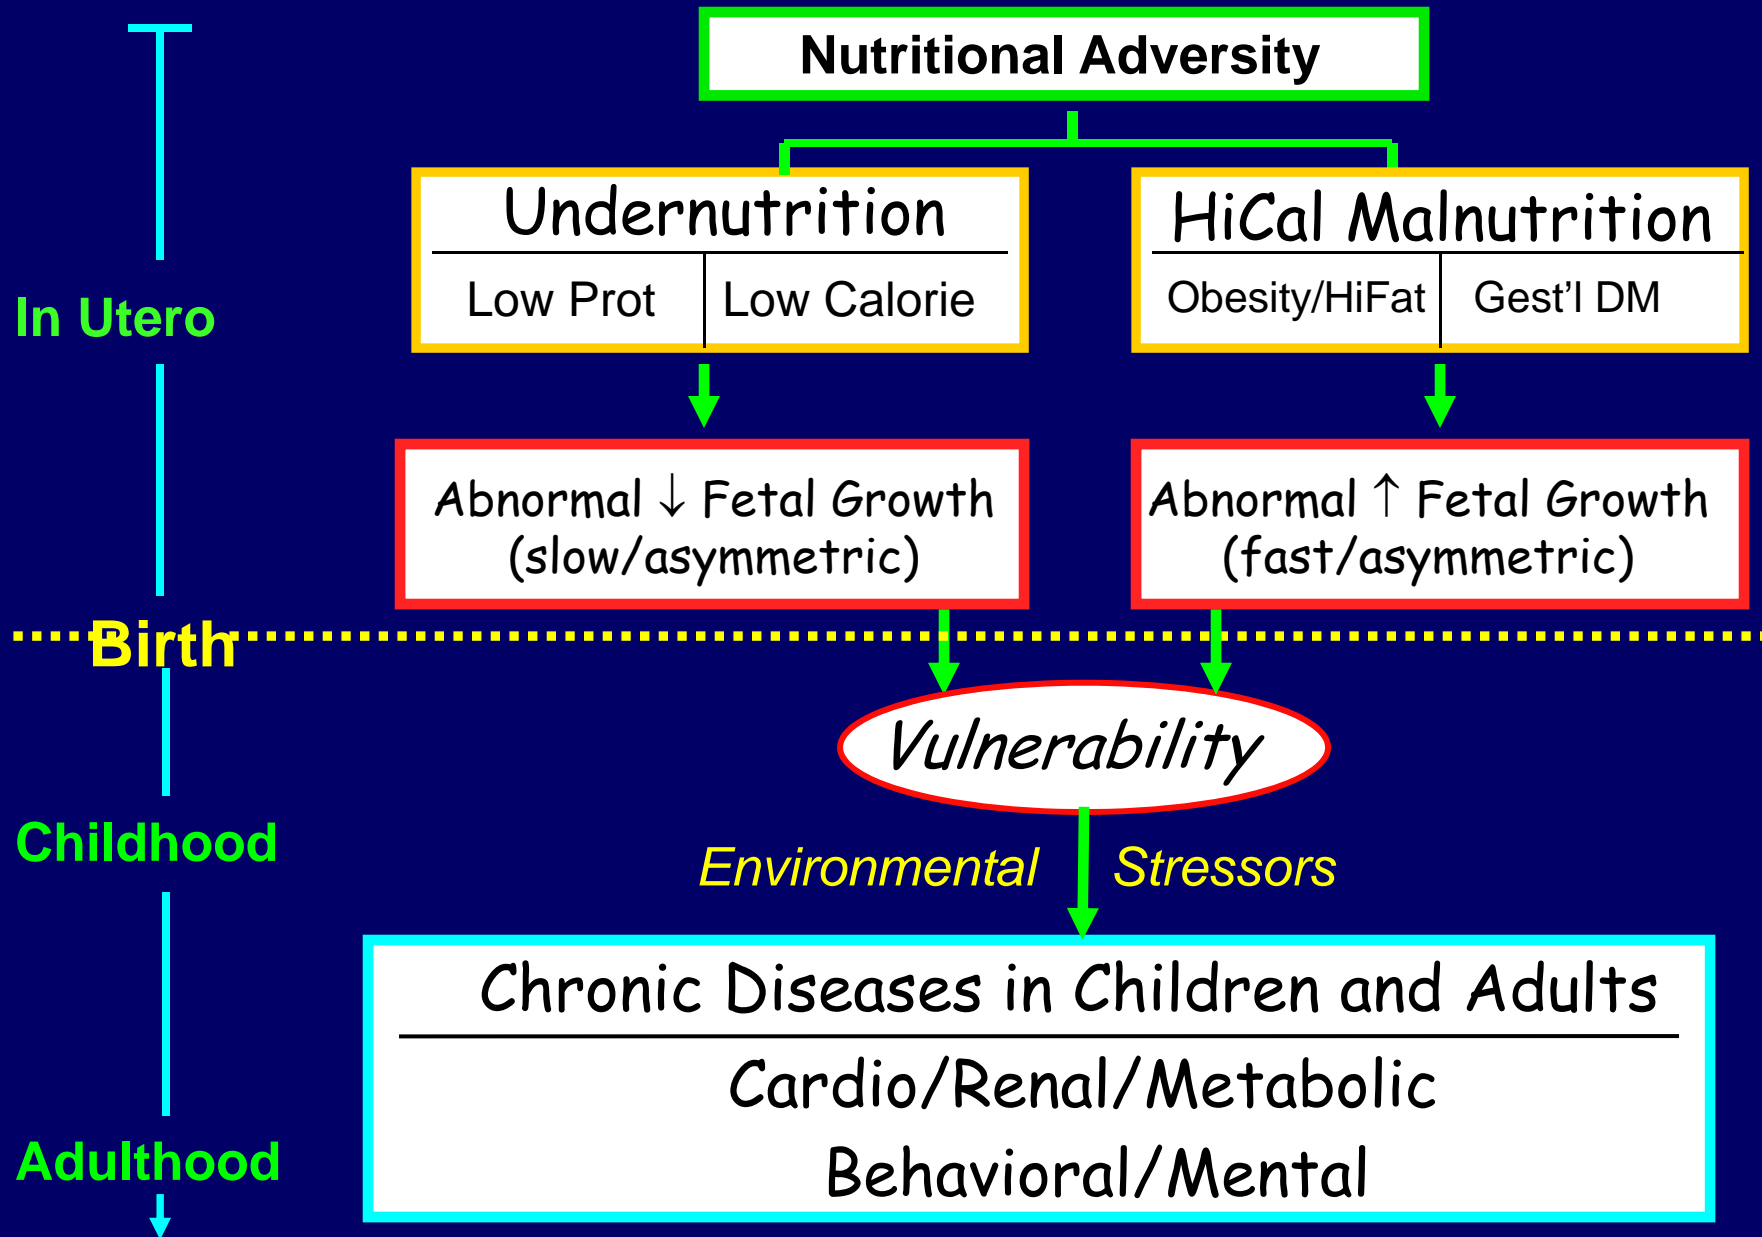 Nutritional Adversity
Undernutrition
Low Prot
Low Calorie
HiCal Malnutrition
Obesity/HiFat
Gest'l DM
In Utero
Abnormal ↓ Fetal Growth
(slow/asymmetric)
Abnormal ↑ Fetal Growth
(fast/asymmetric)
Birth
Vulnerability
Childhood
Environmental Stressors
Chronic Diseases in Children and Adults
Cardio/Renal/Metabolic
Behavioral/Mental
Adulthood